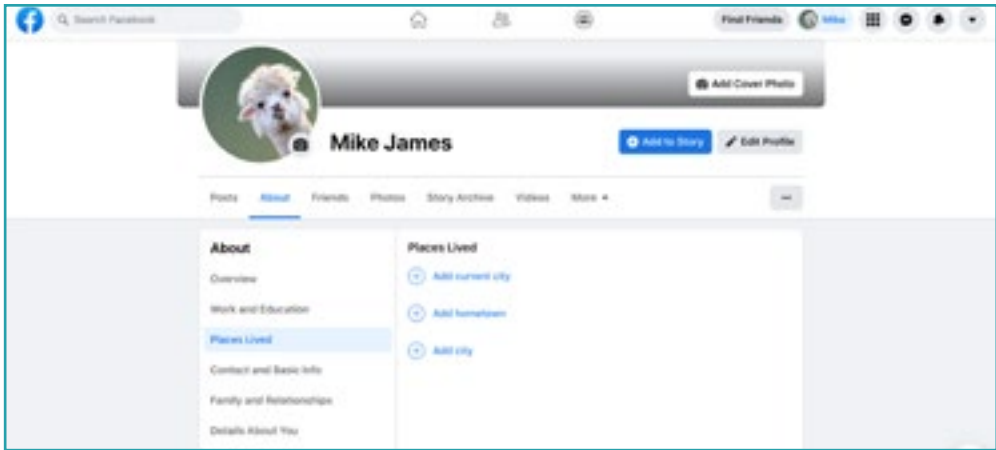 Search Facebook
Find Friends Mike
Add Cover Photo
Mike James
Add to Story Edit Profile
Posts About Friends Photos Story Archive Videos More
About
Overview
Work and Education
Places Lived
Contact and Basic Info
Family and Relationships
Details About You
Places Lived
Add current city
Add hometown
Add city